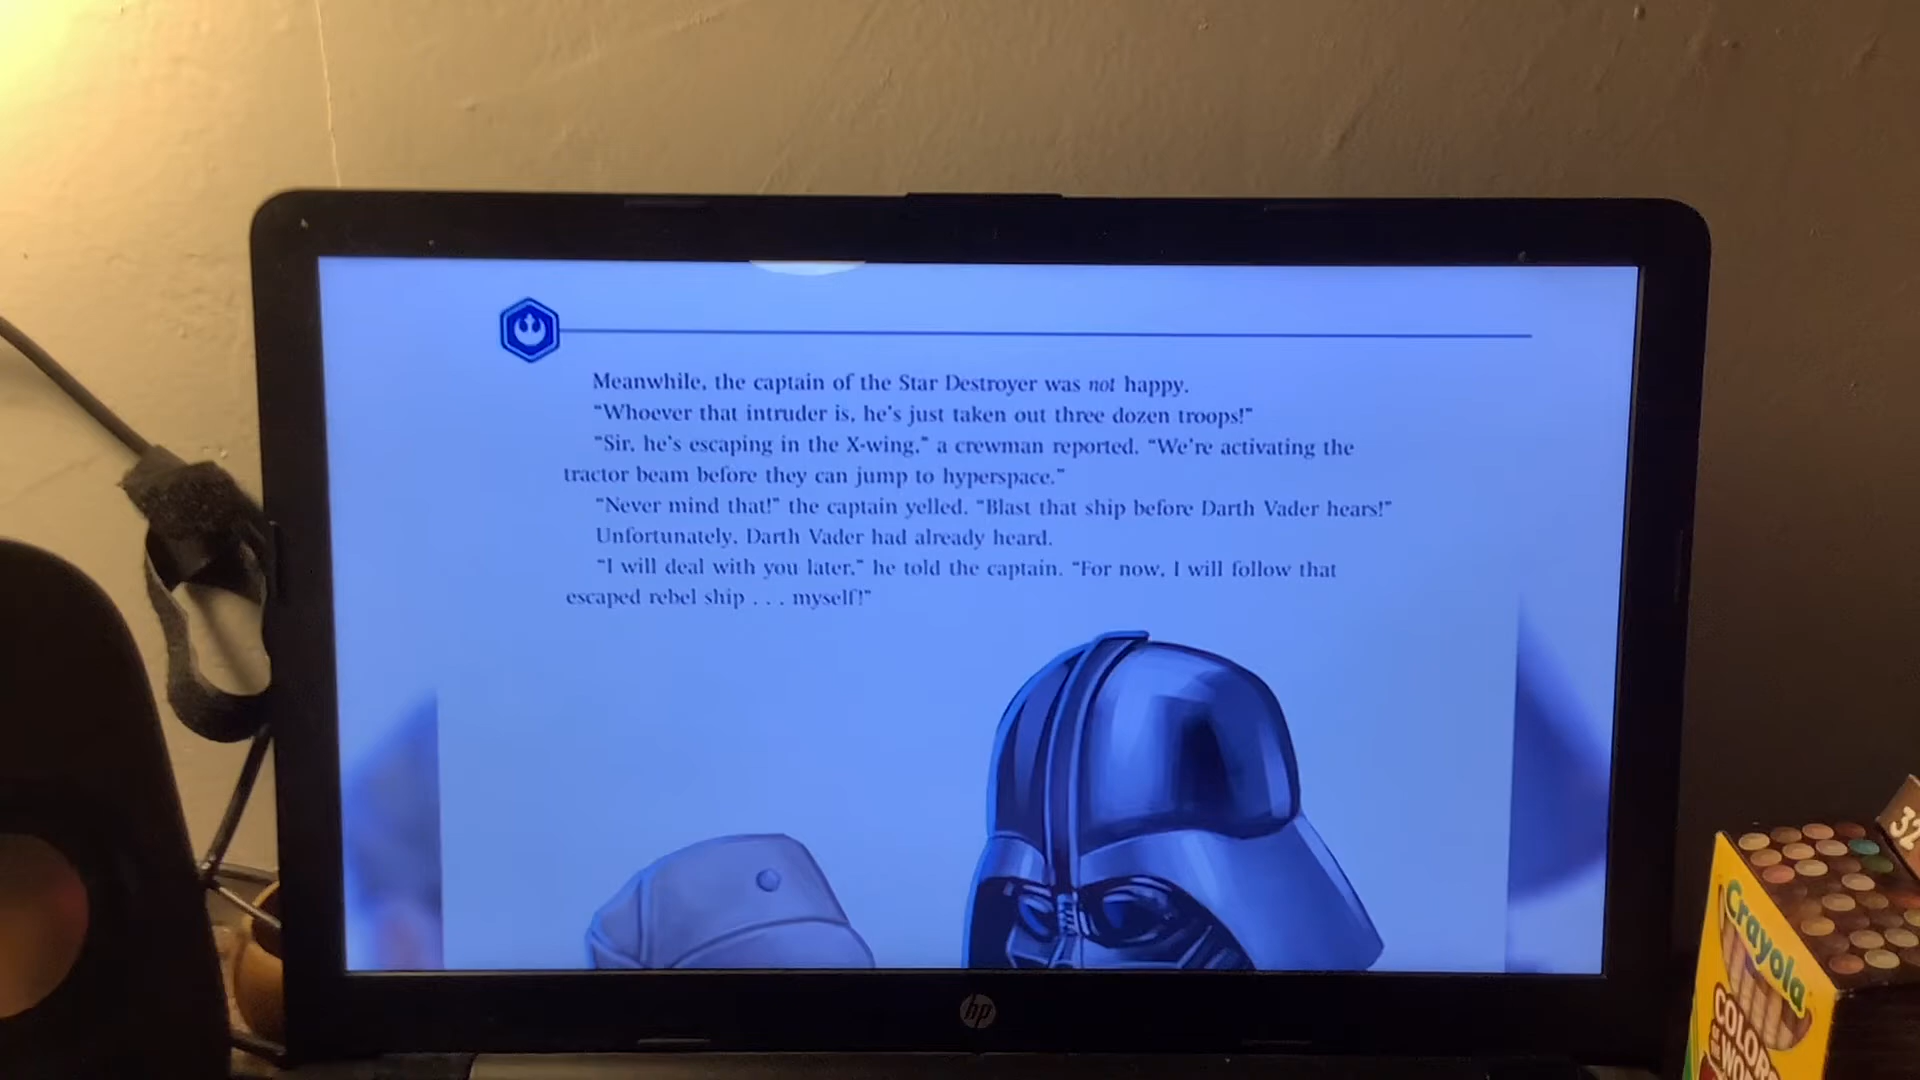 Meanwhile, the captain of the Star Destroyer was not happy.
“Whoever that intruder is, he’s just taken out three dozen troops!”
“Sir, he’s escaping in the X-wing,” a crewman reported. “We’re activating the
tractor beam before they can jump to hyperspace.”
“Never mind that!” the captain yelled. “Blast that ship before Darth Vader hears!”
Unfortunately, Darth Vader had already heard.
“I will deal with you later,” he told the captain. “For now, I will follow that
escaped rebel ship . . . myself!”
hp
32
Crayola
COLORS